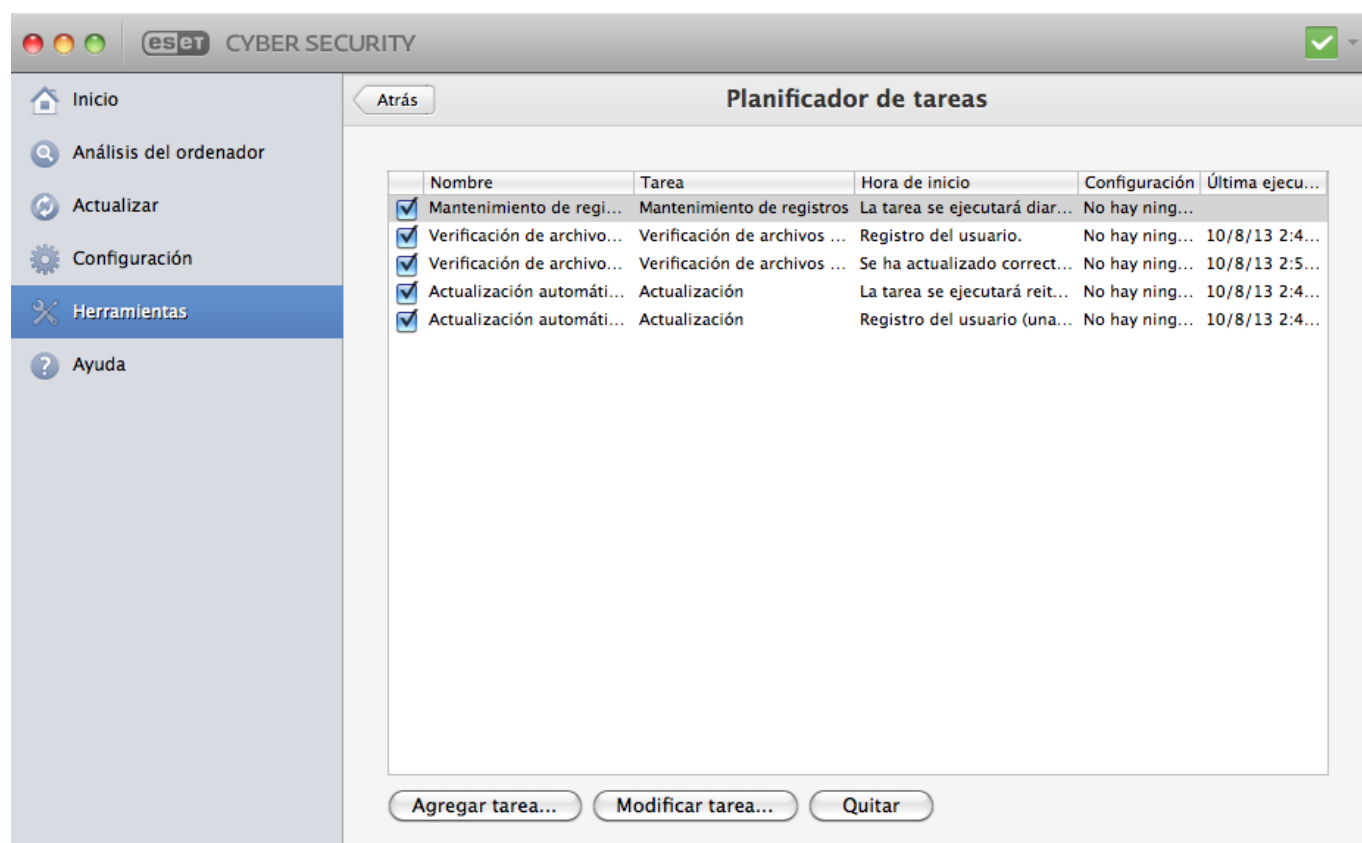 eset CYBER SECURITY
Inicio
Análisis del ordenador
Actualizar
Configuración
Herramientas
Ayuda
Atrás
Planificador de tareas
Nombre Tarea Hora de inicio Configuración Última ejecu...
Mantenimiento de regi... Mantenimiento de registros La tarea se ejecutará diar... No hay ning...
Verificación de archivo... Verificación de archivos ... Registro del usuario. No hay ning... 10/8/13 2:4...
Verificación de archivo... Verificación de archivos ... Se ha actualizado correct... No hay ning... 10/8/13 2:5...
Actualización automáti... Actualización La tarea se ejecutará reit... No hay ning... 10/8/13 2:4...
Actualización automáti... Actualización Registro del usuario (una... No hay ning... 10/8/13 2:4...
Agregar tarea... Modificar tarea... Quitar